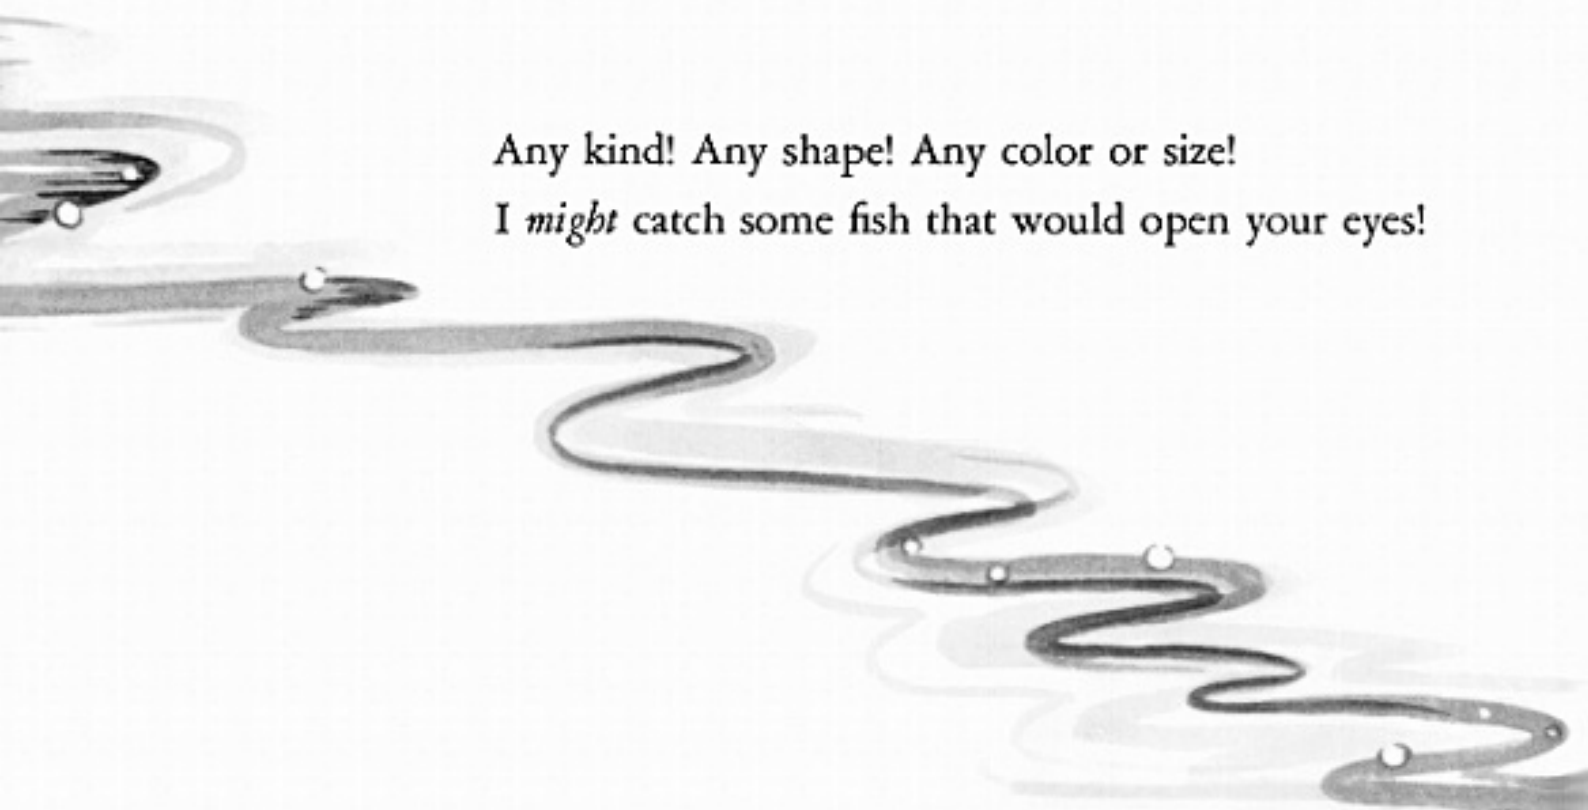 Any kind! Any shape! Any color or size!
I might catch some fish that would open your eyes!